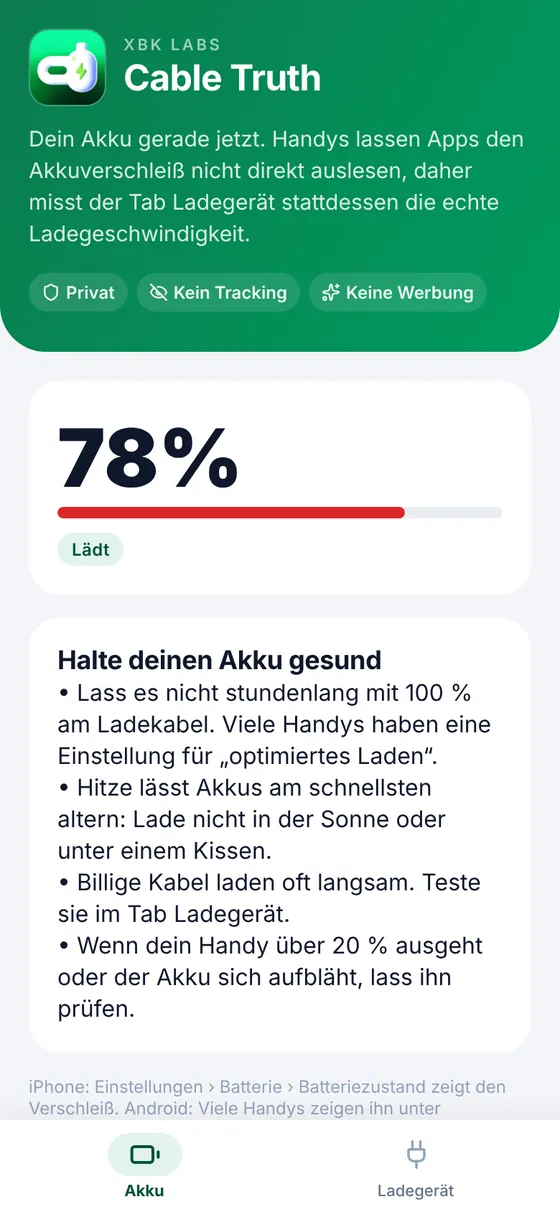 XBK LABS
Cable Truth
Dein Akku gerade jetzt. Handys lassen Apps den
Akkuverschleiß nicht direkt auslesen, daher
misst der Tab Ladegerät stattdessen die echte
Ladegeschwindigkeit.
Privat
Kein Tracking
Keine Werbung
78%
Lädt
Halte deinen Akku gesund
• Lass es nicht stundenlang mit 100 %
am Ladekabel. Viele Handys haben eine
Einstellung für „optimiertes Laden“.
• Hitze lässt Akkus am schnellsten
altern: Lade nicht in der Sonne oder
unter einem Kissen.
• Billige Kabel laden oft langsam. Teste
sie im Tab Ladegerät.
• Wenn dein Handy über 20 % ausgeht
oder der Akku sich aufbläht, lass ihn
prüfen.
iPhone: Einstellungen › Batterie › Batteriezustand zeigt den
Verschleiß. Android: Viele Handys zeigen ihn unter
Akku
Ladegerät